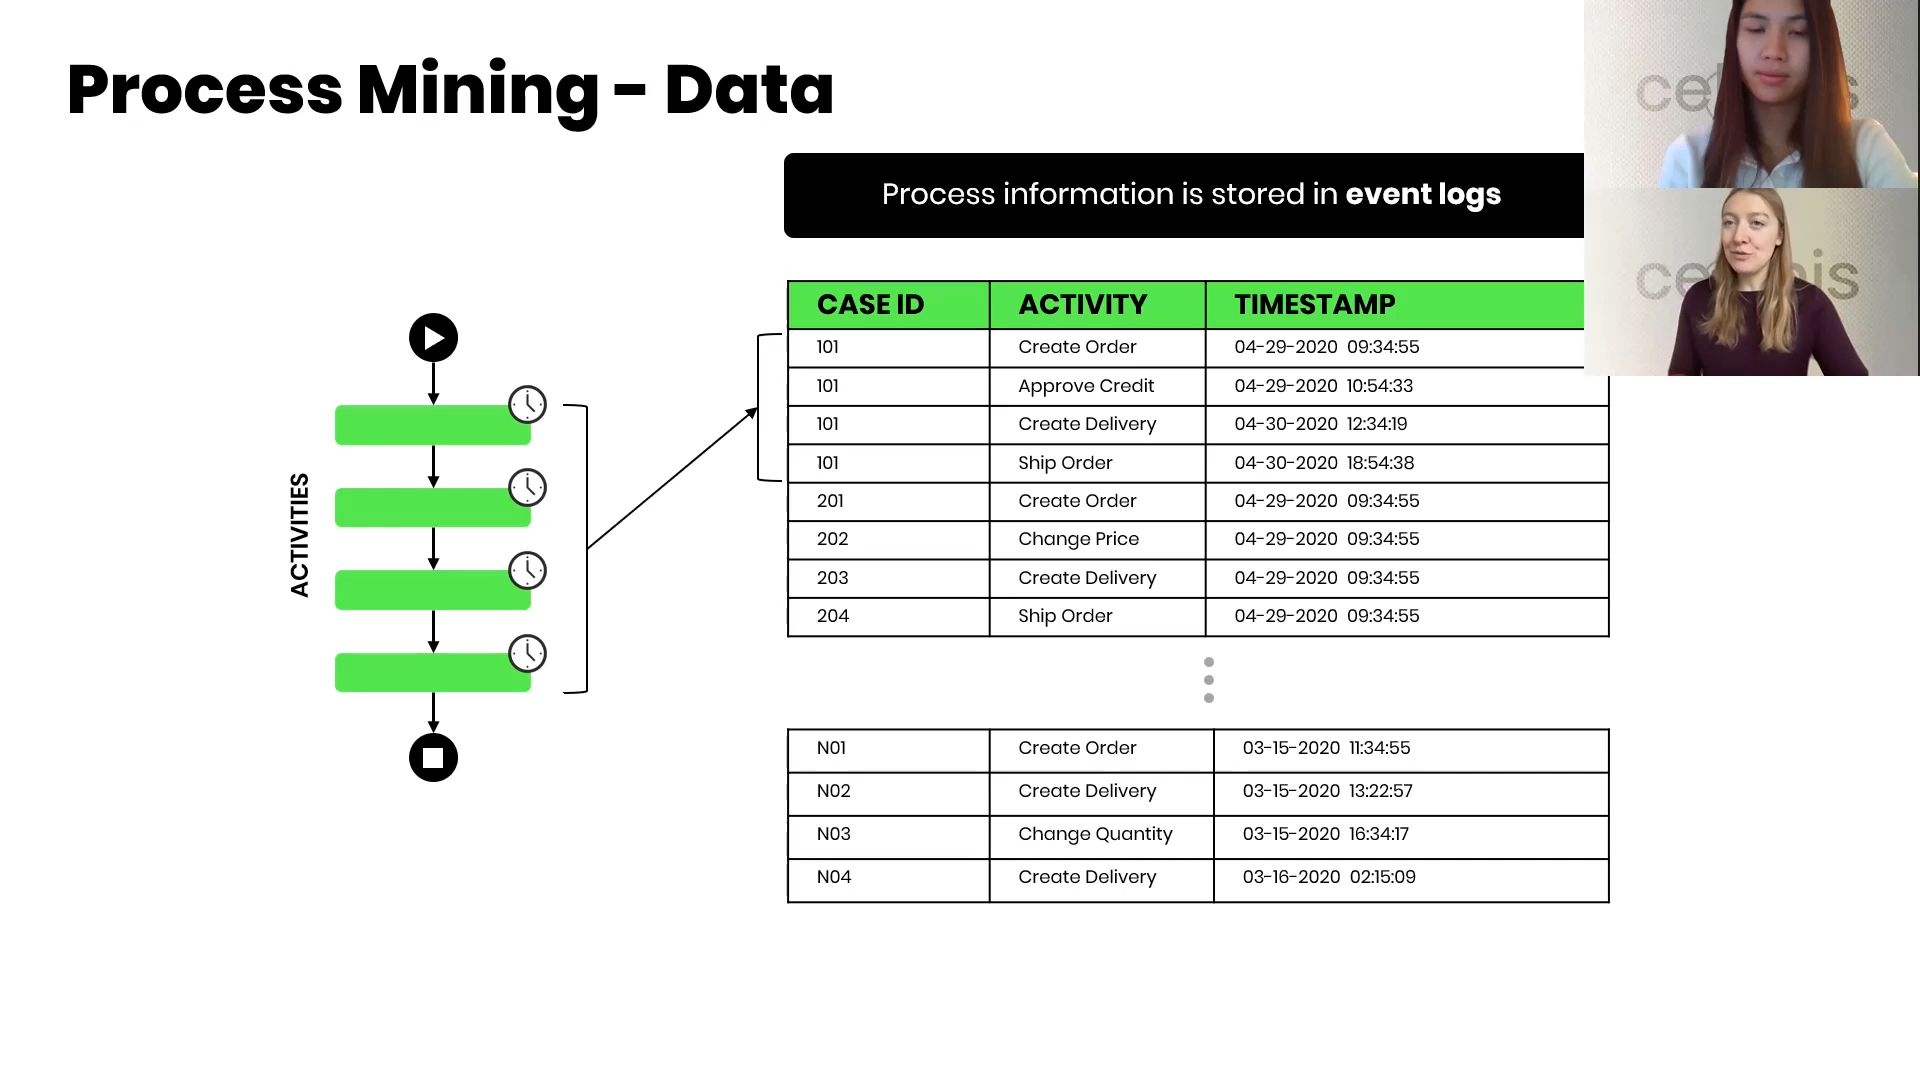 Process Mining - Data
Process information is stored in event logs
CASE ID ACTIVITY TIMESTAMP
101 Create Order 04-29-2020 09:34:55
101 Approve Credit 04-29-2020 10:54:33
101 Create Delivery 04-30-2020 12:34:19
101 Ship Order 04-30-2020 18:54:38
201 Create Order 04-29-2020 09:34:55
202 Change Price 04-29-2020 09:34:55
203 Create Delivery 04-29-2020 09:34:55
204 Ship Order 04-29-2020 09:34:55
ACTIVITIES
N01 Create Order 03-15-2020 11:34:55
N02 Create Delivery 03-15-2020 13:22:57
N03 Change Quantity 03-15-2020 16:34:17
N04 Create Delivery 03-16-2020 02:15:09